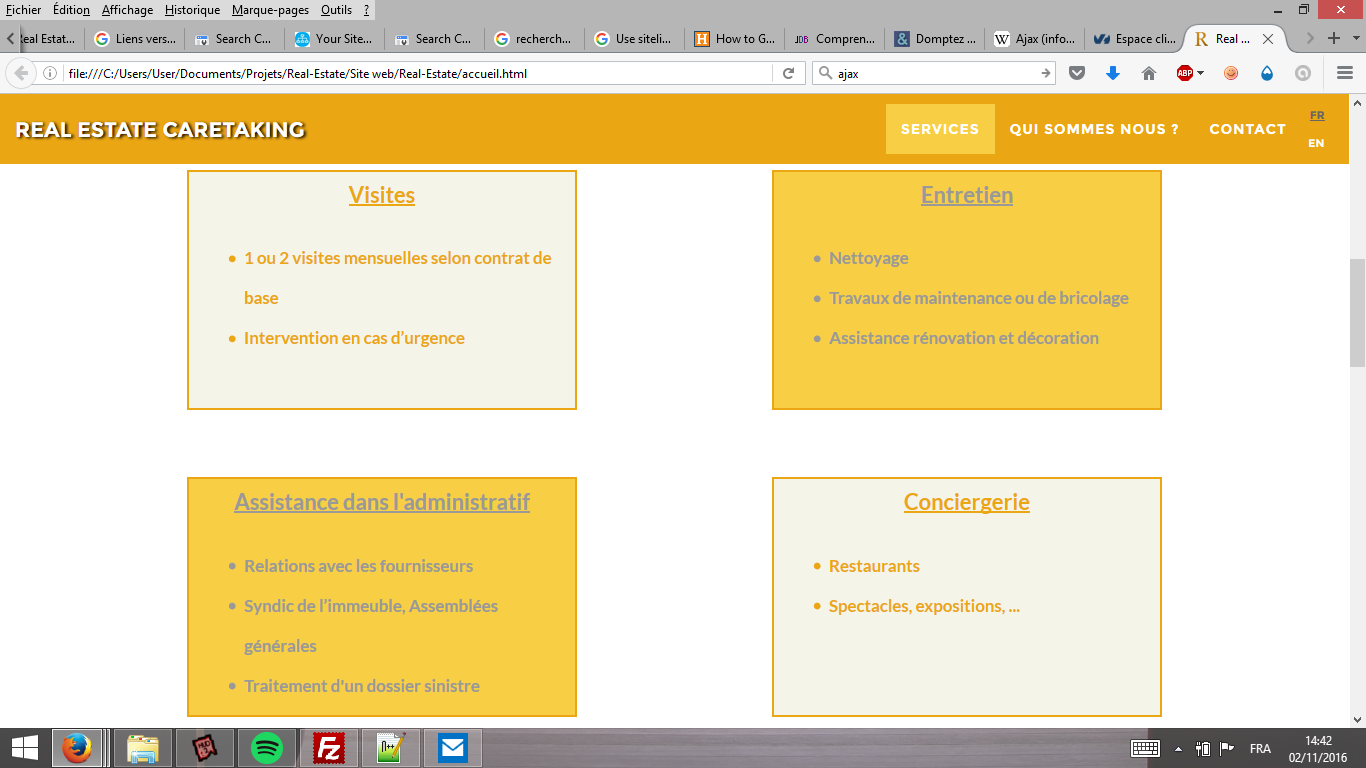 Fichier Édition Affichage Historique Marque-pages Outils ?
Real Estat... Liens vers... Search C... Your Site... Search C... recherch... Use siteli... How to G... JDB Compren... Domptez ... Ajax (info... Espace cli... Real ...
file:///C:/Users/User/Documents/Projets/Real-Estate/Site web/Real-Estate/accueil.html
ajax
ABP
REAL ESTATE CARETAKING
SERVICES QUI SOMMES NOUS ? CONTACT
FR
EN
Visites
1 ou 2 visites mensuelles selon contrat de
base
Intervention en cas d’urgence
Entretien
Nettoyage
Travaux de maintenance ou de bricolage
Assistance rénovation et décoration
Assistance dans l'administratif
Relations avec les fournisseurs
Syndic de l’immeuble, Assemblées
générales
Traitement d'un dossier sinistre
Conciergerie
Restaurants
Spectacles, expositions, ...
FRA
14:42
02/11/2016